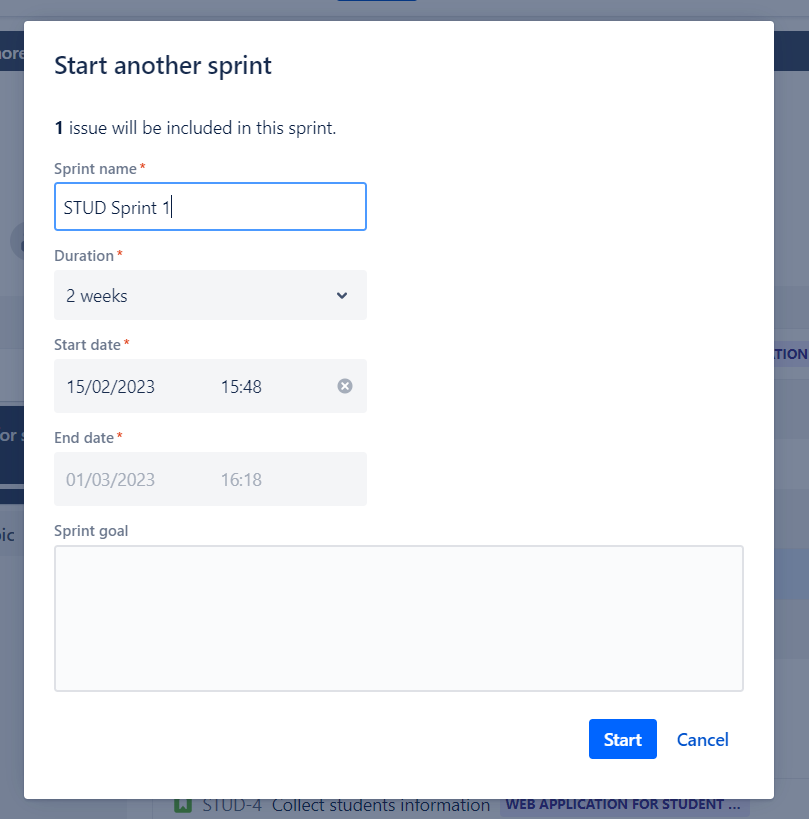 Start another sprint
1 issue will be included in this sprint.
Sprint name*
STUD Sprint 1
Duration*
2 weeks
Start date*
15/02/2023 15:48
End date*
01/03/2023 16:18
Sprint goal
Start Cancel
STUD-4 Collect students information WEB APPLICATION FOR STUDENT ...